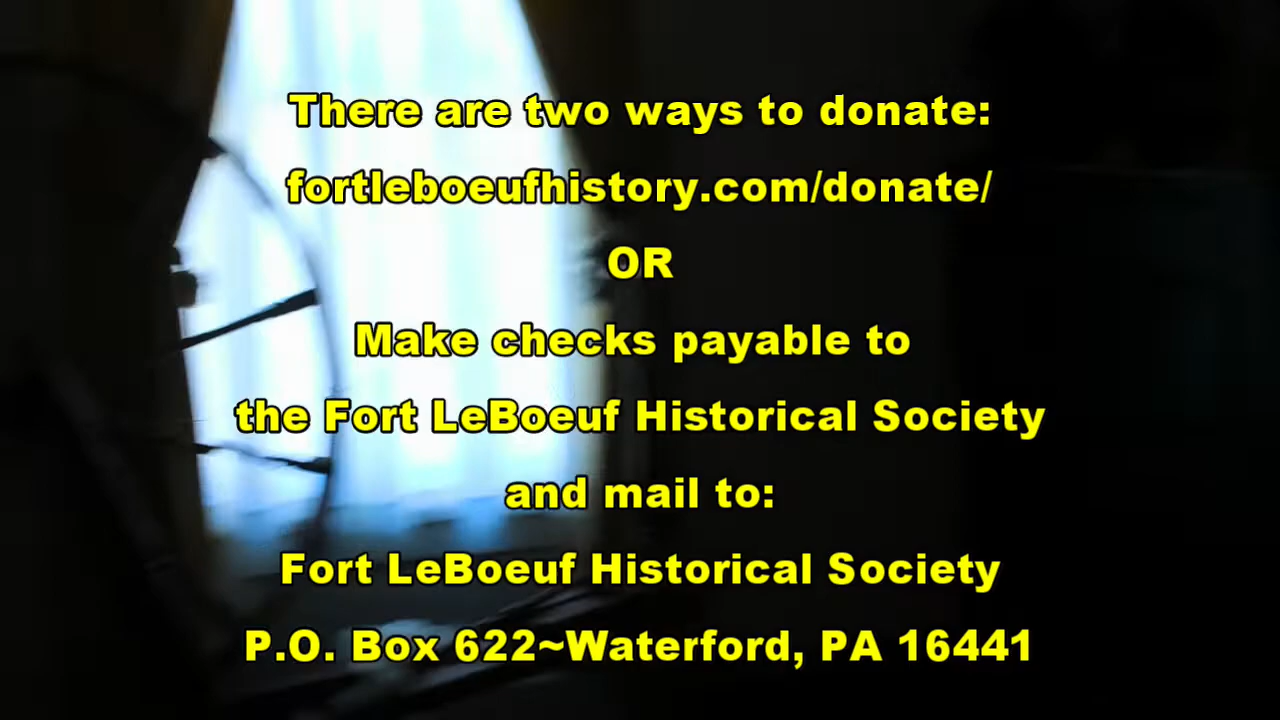 There are two ways to donate:
fortleboeufhistory.com/donate/
OR
Make checks payable to
the Fort LeBoeuf Historical Society
and mail to:
Fort LeBoeuf Historical Society
P.O. Box 622~Waterford, PA 16441